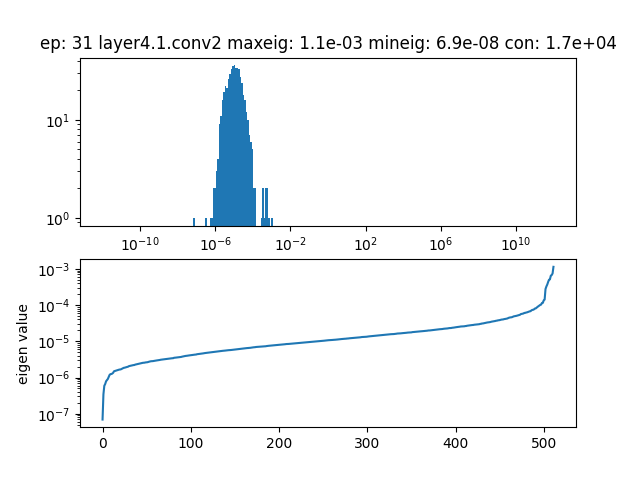 ep: 31 layer4.1.conv2 maxeig: 1.1e-03 mineig: 6.9e-08 con: 1.7e+04
10¹
10⁰
10⁻¹⁰ 10⁻⁶ 10⁻² 10² 10⁶ 10¹⁰
10⁻³
10⁻⁴
10⁻⁵
10⁻⁶
10⁻⁷
eigen value
0 100 200 300 400 500